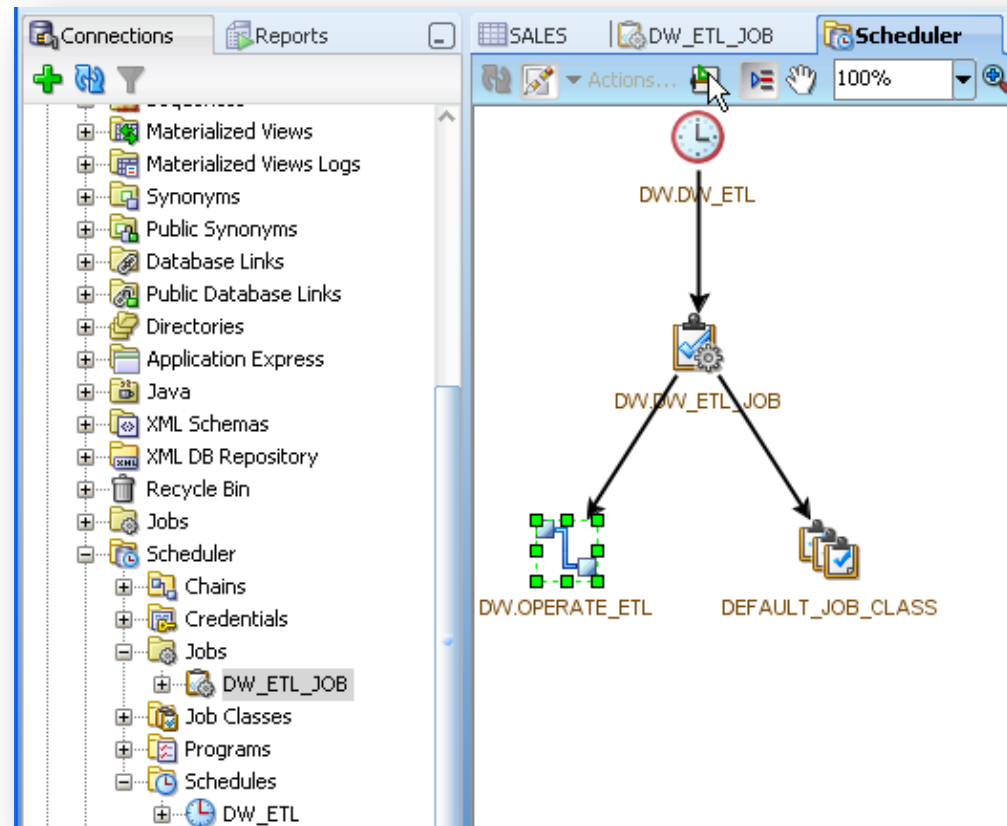 Connections
Reports
SALES
DW_ETL_JOB
Scheduler
Actions...
100%
Materialized Views
Materialized Views Logs
Synonyms
Public Synonyms
Database Links
Public Database Links
Directories
Application Express
Java
XML Schemas
XML DB Repository
Recycle Bin
Jobs
Scheduler
Chains
Credentials
Jobs
DW_ETL_JOB
Job Classes
Programs
Schedules
DW_ETL
DW.DW_ETL
DW.DW_ETL_JOB
DW.OPERATE_ETL
DEFAULT_JOB_CLASS